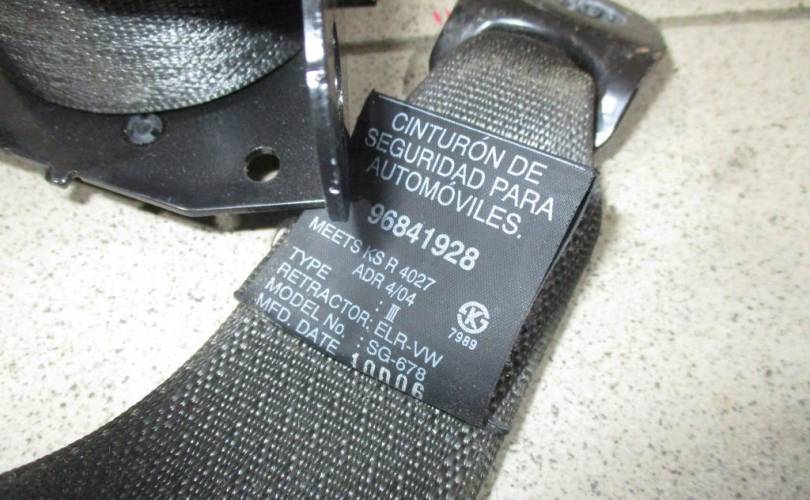 CINTURÓN DE
SEGURIDAD PARA
AUTOMÓVILES.
96841928
MEETS KS R 4027
ADR 4/04
TYPE : III
RETRACTOR: ELR-VW
MODEL No. : SG-678
MFD. DATE
K
7989